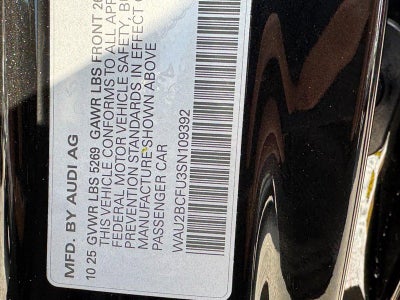 MFD. BY AUDI AG
10 25 GVWR LBS 5269 GAWR LBS FRONT
THIS VEHICLE CONFORMS TO ALL
FEDERAL MOTOR VEHICLE SAFETY,
PREVENTION STANDARDS IN EFFECT
MANUFACTURE SHOWN ABOVE
PASSENGER CAR
WAU2BCFU3SN109392